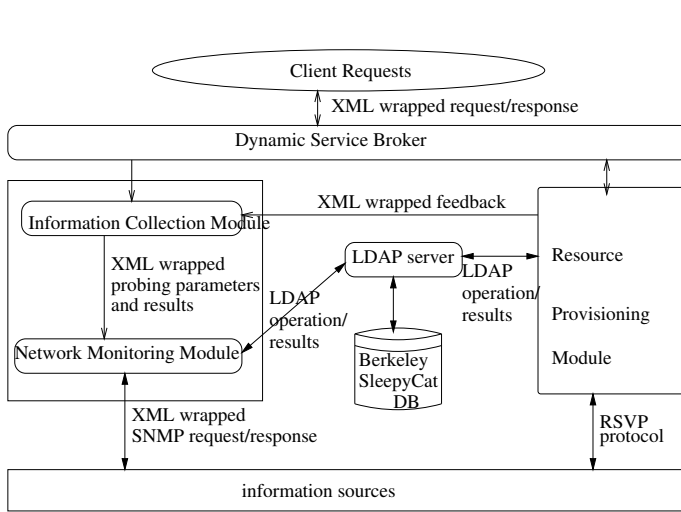 Client Requests
XML wrapped request/response
Dynamic Service Broker
XML wrapped feedback
Information Collection Module
XML wrapped
probing parameters
and results
LDAP server
LDAP
operation/
results
LDAP
operation/
results
Resource
Provisioning
Module
Network Monitoring Module
Berkeley
SleepyCat
DB
XML wrapped
SNMP request/response
RSVP
protocol
information sources